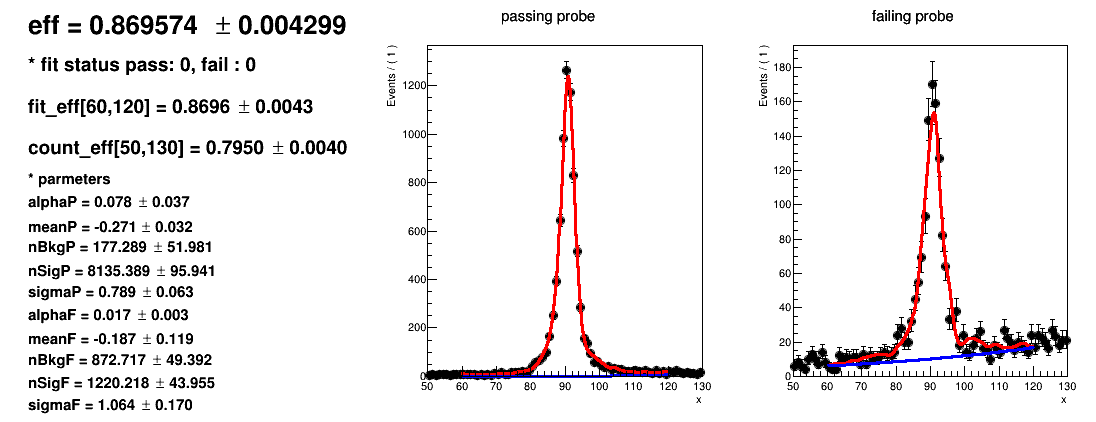 eff = 0.869574 ± 0.004299
* fit status pass: 0, fail : 0
fit_eff[60,120] = 0.8696 ± 0.0043
count_eff[50,130] = 0.7950 ± 0.0040
* parmeters
alphaP = 0.078 ± 0.037
meanP = -0.271 ± 0.032
nBkgP = 177.289 ± 51.981
nSigP = 8135.389 ± 95.941
sigmaP = 0.789 ± 0.063
alphaF = 0.017 ± 0.003
meanF = -0.187 ± 0.119
nBkgF = 872.717 ± 49.392
nSigF = 1220.218 ± 43.955
sigmaF = 1.064 ± 0.170
passing probe
Events / ( 1 )
1200
1000
800
600
400
200
0
50 60 70 80 90 100 110 120 130
x
failing probe
Events / ( 1 )
180
160
140
120
100
80
60
40
20
0
50 60 70 80 90 100 110 120 130
x